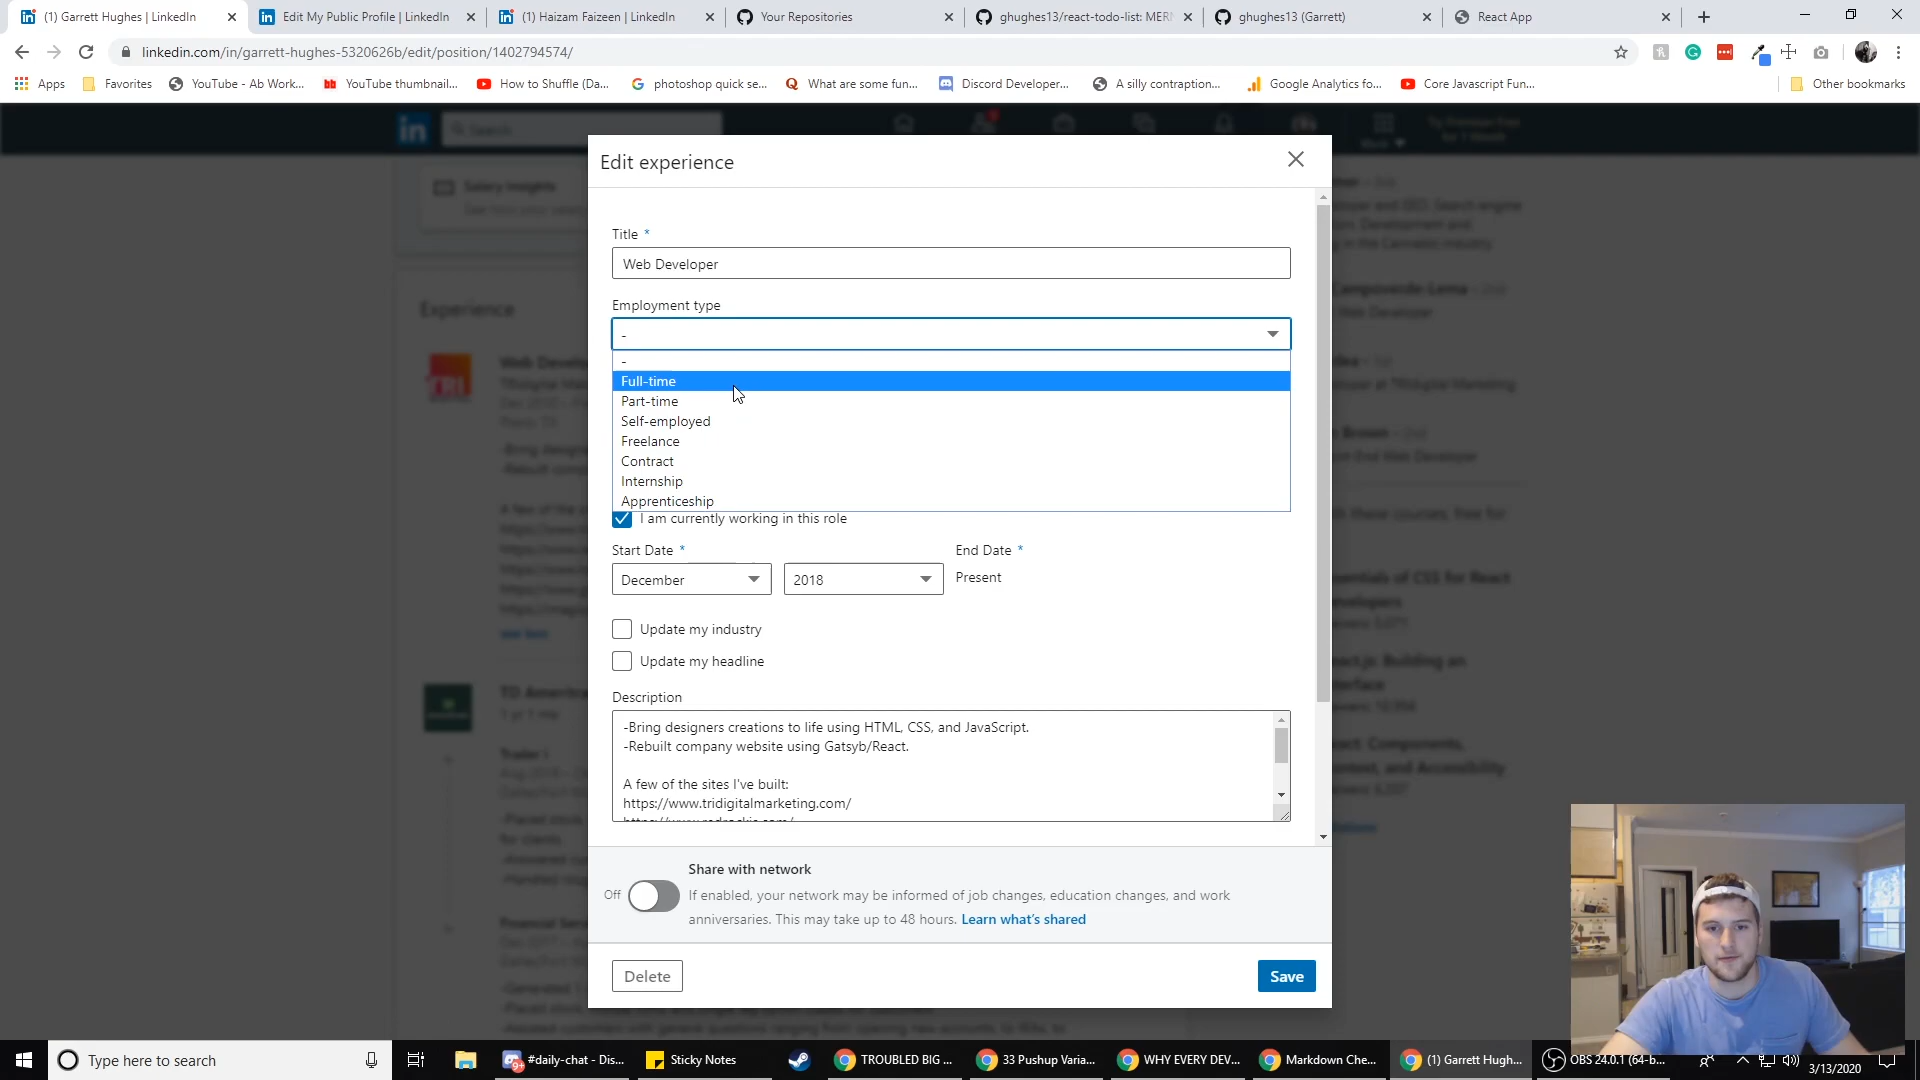 (1) Garrett Hughes | LinkedIn
Edit My Public Profile | LinkedIn
(1) Haizam Faizeen | LinkedIn
Your Repositories
ghughes13/react-todo-list: MERN
ghughes13 (Garrett)
React App
linkedin.com/in/garrett-hughes-5320626b/edit/position/1402794574/
Apps
Favorites
YouTube - Ab Work...
YouTube thumbnail...
How to Shuffle (Da...
photoshop quick se...
What are some fun...
Discord Developer...
A silly contraption...
Google Analytics fo...
Core Javascript Fun...
Other bookmarks
Search
Salary insights
Experience
Edit experience
Title *
Web Developer
Employment type
-
-
Full-time
Part-time
Self-employed
Freelance
Contract
Internship
Apprenticeship
I am currently working in this role
Start Date *
End Date *
December
2018
Present
Update my industry
Update my headline
Description
-Bring designers creations to life using HTML, CSS, and JavaScript.
-Rebuilt company website using Gatsyb/React.
A few of the sites I've built:
https://www.tridigitalmarketing.com/
Share with network
Off
If enabled, your network may be informed of job changes, education changes, and work
anniversaries. This may take up to 48 hours. Learn what's shared
Delete
Save
Type here to search
#daily-chat - Dis...
Sticky Notes
TROUBLED BIG ...
33 Pushup Varia...
WHY EVERY DEV...
Markdown Che...
(1) Garrett Hugh...
OBS 24.0.1 (64-b...
3/13/2020